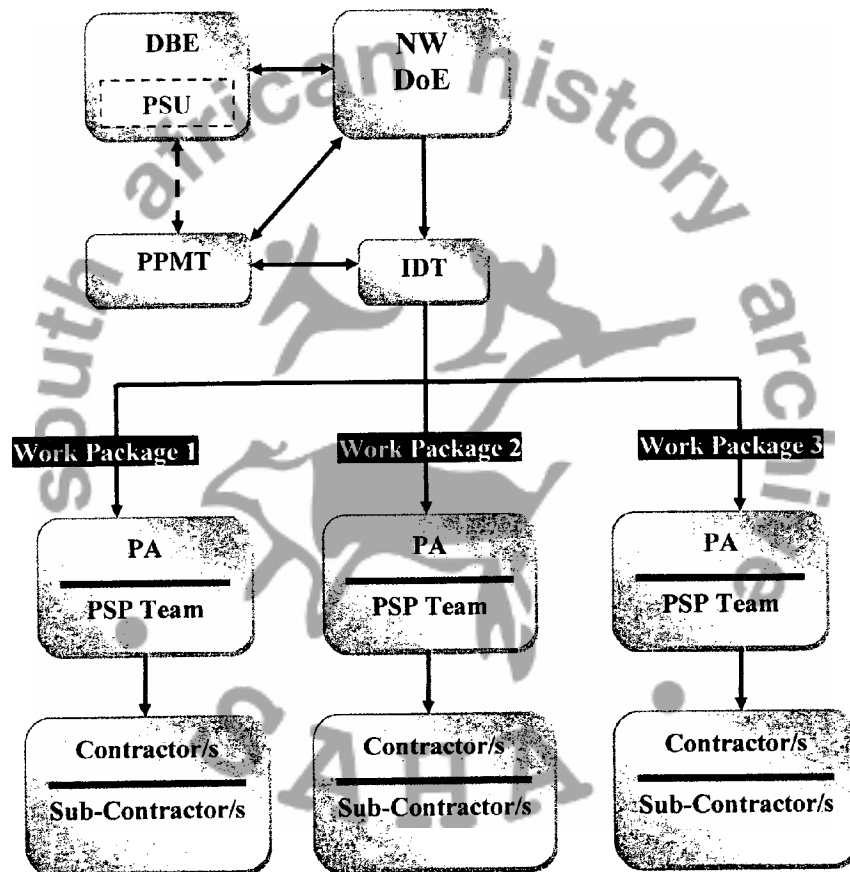 DBE
PSU
NW
DoE
PPMT
IDT
Work Package 1
Work Package 2
Work Package 3
PA
PSP Team
PA
PSP Team
PA
PSP Team
Contractor/s
Sub-Contractor/s
Contractor/s
Sub-Contractor/s
Contractor/s
Sub-Contractor/s
south african history archive
SAHA